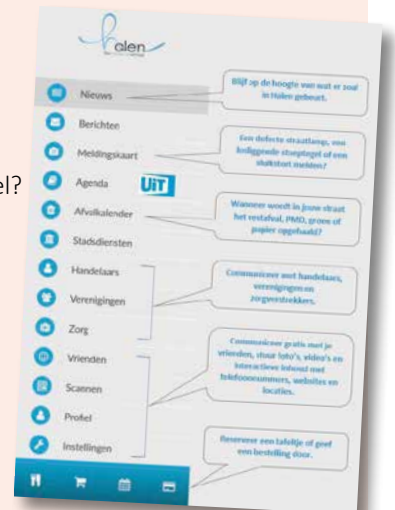 el?
halen
Nieuws
Berichten
Meldingskaart
Agenda
UiT
Afvalkalender
Stadsdiensten
Handelaars
Verenigingen
Zorg
Vrienden
Scannen
Profiel
Instellingen
Blijf op de hoogte van wat er zoal
in Halen gebeurt.
Een defecte straatlamp, een
losliggende stoeptegel of een
sluikstort melden?
Wanneer wordt in jouw straat
het restafval, PMD, groen of
papier opgehaald?
Communiceer met handelaars,
verenigingen en
zorgverstrekkers.
Communiceer gratis met je
vrienden, stuur foto's, video's en
interactieve inhoud met
telefoonnummers, websites en
locaties.
Reserveer een tafeltje of geef
een bestelling door.